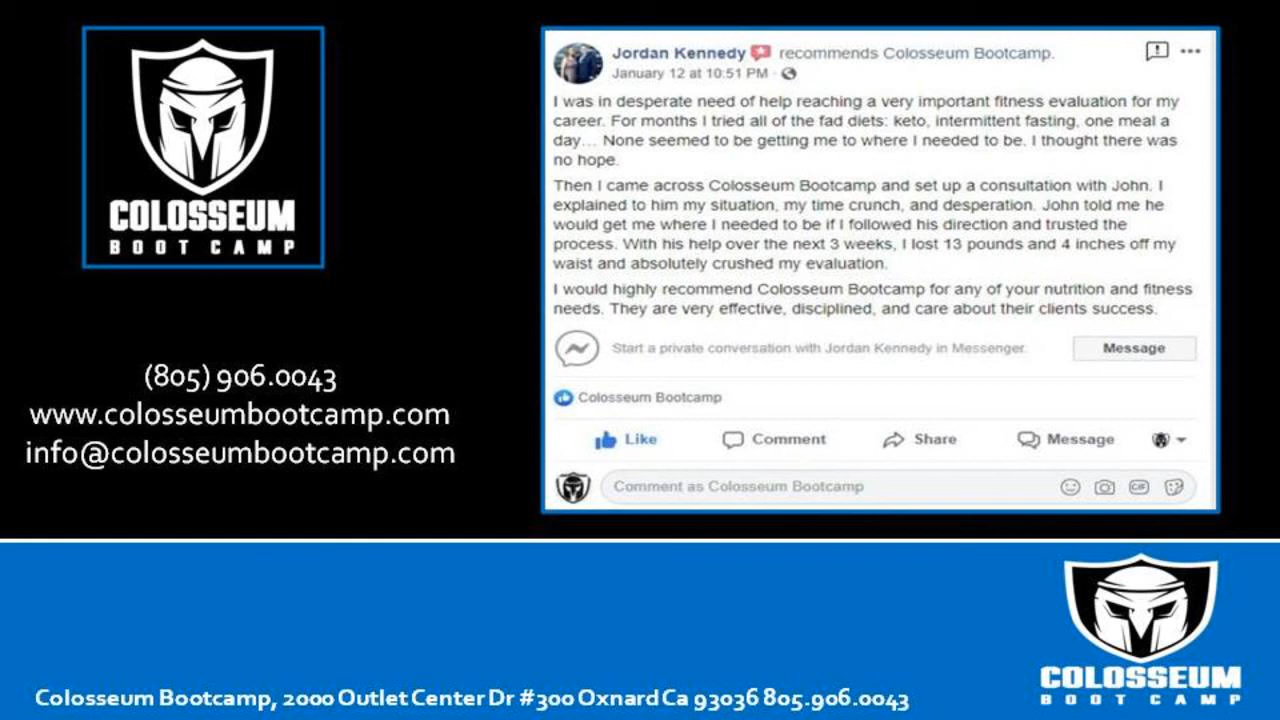 COLOSSEUM
BOOT CAMP
(805) 906.0043
www.colosseumbootcamp.com
info@colosseumbootcamp.com
Jordan Kennedy recommends Colosseum Bootcamp.
January 12 at 10:51 PM ·
I was in desperate need of help reaching a very important fitness evaluation for my
career. For months I tried all of the fad diets: keto, intermittent fasting, one meal a
day... None seemed to be getting me to where I needed to be. I thought there was
no hope.
Then I came across Colosseum Bootcamp and set up a consultation with John. I
explained to him my situation, my time crunch, and desperation. John told me he
would get me where I needed to be if I followed his direction and trusted the
process. With his help over the next 3 weeks, I lost 13 pounds and 4 inches off my
waist and absolutely crushed my evaluation.
I would highly recommend Colosseum Bootcamp for any of your nutrition and fitness
needs. They are very effective, disciplined, and care about their clients success.
Start a private conversation with Jordan Kennedy in Messenger.
Message
Colosseum Bootcamp
Like Comment Share Message
Comment as Colosseum Bootcamp
GIF
Colosseum Bootcamp, 2000 Outlet Center Dr #300 Oxnard Ca 93036 805.906.0043
COLOSSEUM
BOOT CAMP